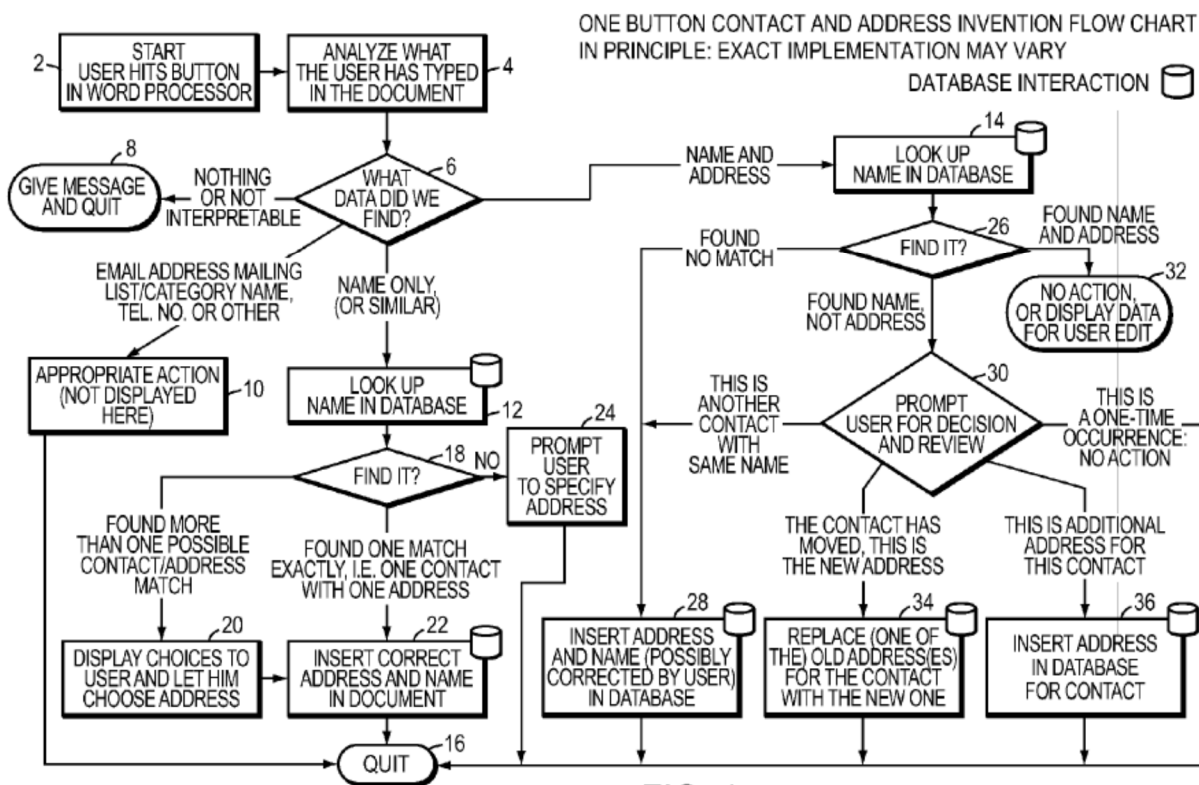 ONE BUTTON CONTACT AND ADDRESS INVENTION FLOW CHART
IN PRINCIPLE: EXACT IMPLEMENTATION MAY VARY
DATABASE INTERACTION
2
START
USER HITS BUTTON
IN WORD PROCESSOR
ANALYZE WHAT
THE USER HAS TYPED
IN THE DOCUMENT
4
8
GIVE MESSAGE
AND QUIT
NOTHING
OR NOT
INTERPRETABLE
6
WHAT
DATA DID WE
FIND?
NAME AND
ADDRESS
14
LOOK UP
NAME IN DATABASE
EMAIL ADDRESS MAILING
LIST/CATEGORY NAME,
TEL. NO. OR OTHER
NAME ONLY,
(OR SIMILAR)
FOUND
NO MATCH
26
FIND IT?
FOUND NAME
AND ADDRESS
32
NO ACTION,
OR DISPLAY DATA
FOR USER EDIT
FOUND NAME,
NOT ADDRESS
APPROPRIATE ACTION
(NOT DISPLAYED
HERE)
10
LOOK UP
NAME IN DATABASE
12
THIS IS
ANOTHER
CONTACT
WITH
SAME NAME
30
PROMPT
USER FOR DECISION
AND REVIEW
THIS IS
A ONE-TIME
OCCURRENCE:
NO ACTION
18
FIND IT?
NO
24
PROMPT
USER
TO SPECIFY
ADDRESS
FOUND MORE
THAN ONE POSSIBLE
CONTACT/ADDRESS
MATCH
FOUND ONE MATCH
EXACTLY, I.E. ONE CONTACT
WITH ONE ADDRESS
THE CONTACT HAS
MOVED, THIS IS
THE NEW ADDRESS
THIS IS ADDITIONAL
ADDRESS FOR
THIS CONTACT
20
DISPLAY CHOICES TO
USER AND LET HIM
CHOOSE ADDRESS
22
INSERT CORRECT
ADDRESS AND NAME
IN DOCUMENT
28
INSERT ADDRESS
AND NAME (POSSIBLY
CORRECTED BY USER)
IN DATABASE
34
REPLACE (ONE OF
THE) OLD ADDRESS(ES)
FOR THE CONTACT
WITH THE NEW ONE
36
INSERT ADDRESS
IN DATABASE
FOR CONTACT
16
QUIT